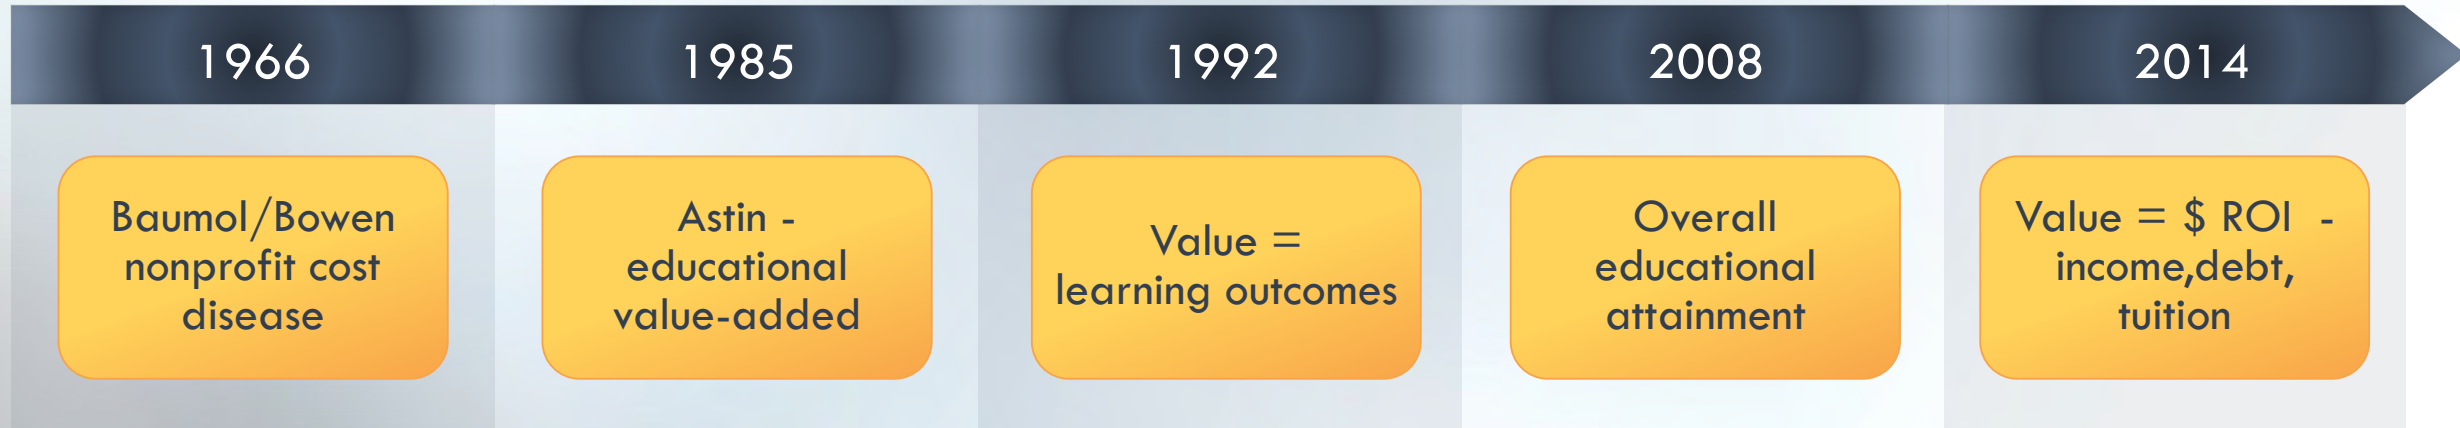 1966
1985
1992
2008
2014
Baumol/Bowen
nonprofit cost
disease
Astin -
educational
value-added
Value =
learning outcomes
Overall
educational
attainment
Value = $ ROI  -
income,debt,
tuition